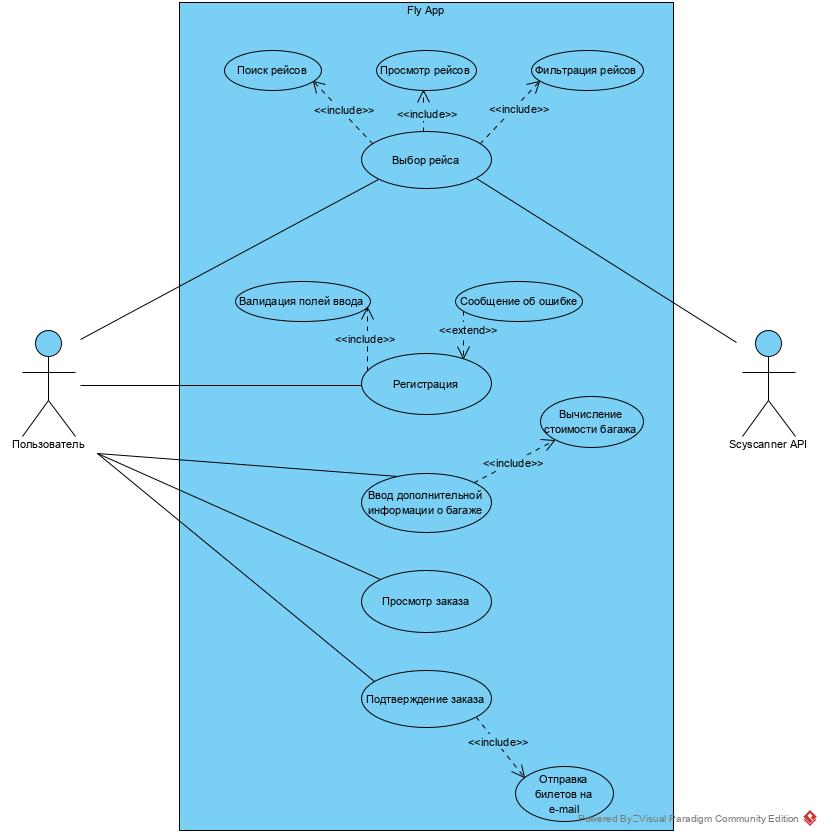 Fly App
Поиск рейсов
Просмотр рейсов
Фильтрация рейсов
<<include>>
<<include>>
<<include>>
Выбор рейса
Валидация полей ввода
Сообщение об ошибке
<<include>>
<<extend>>
Регистрация
Пользователь
Scyscanner API
Вычисление
стоимости багажа
<<include>>
Ввод дополнительной
информации о багаже
Просмотр заказа
Подтверждение заказа
<<include>>
Отправка
билетов на
e-mail
Powered By Visual Paradigm Community Edition